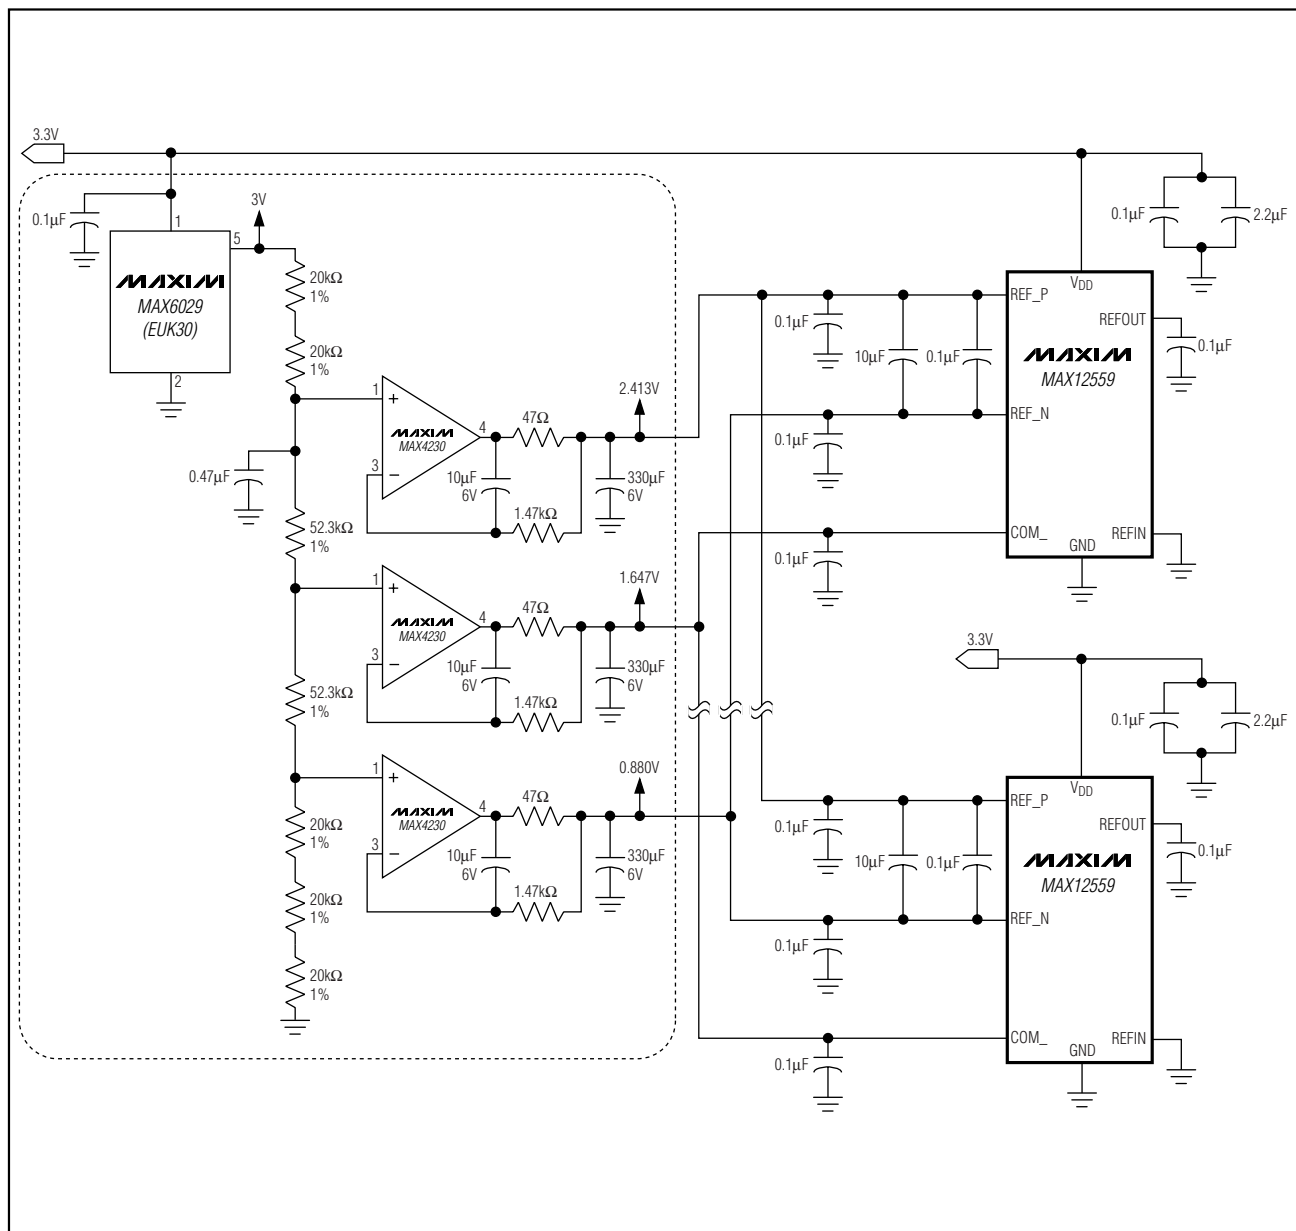 3.3V
0.1µF
1
3V
5
MAXIM
MAX6029
(EUK30)
2
20kΩ
1%
20kΩ
1%
0.47µF
52.3kΩ
1%
52.3kΩ
1%
20kΩ
1%
20kΩ
1%
20kΩ
1%
1
+
MAXIM
MAX4230
3
−
4
47Ω
2.413V
10µF
6V
1.47kΩ
330µF
6V
1
+
MAXIM
MAX4230
3
−
4
47Ω
1.647V
10µF
6V
1.47kΩ
330µF
6V
1
+
MAXIM
MAX4230
3
−
4
47Ω
0.880V
10µF
6V
1.47kΩ
330µF
6V
0.1µF
2.2µF
VDD
REF_P
REFOUT
0.1µF
10µF
0.1µF
0.1µF
MAXIM
MAX12559
REF_N
0.1µF
COM_
GND
REFIN
0.1µF
3.3V
0.1µF
2.2µF
VDD
REF_P
REFOUT
0.1µF
10µF
0.1µF
0.1µF
MAXIM
MAX12559
REF_N
0.1µF
COM_
GND
REFIN
0.1µF